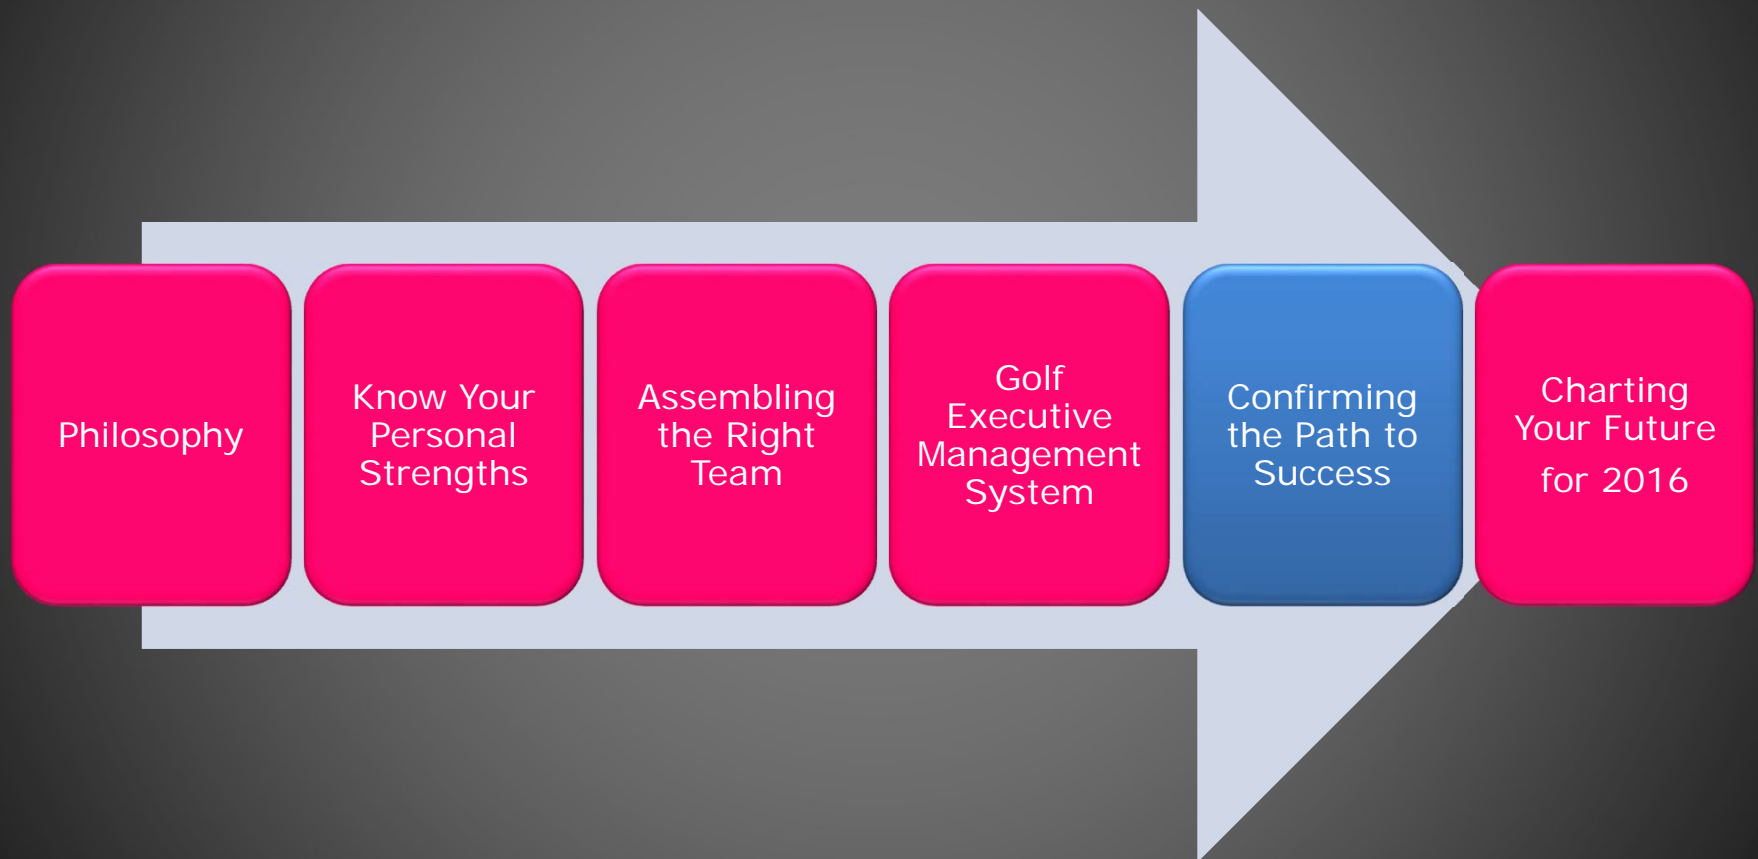 Philosophy
Know Your
Personal
Strengths
Assembling
the Right
Team
Golf
Executive
Management
System
Confirming
the Path to
Success
Charting
Your Future
for 2016